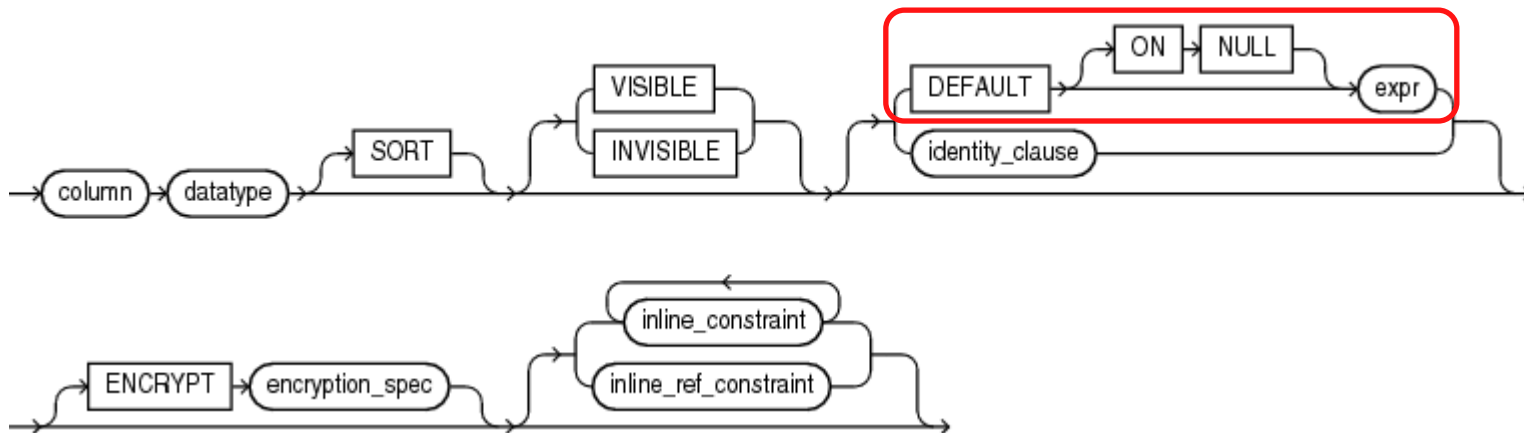 ON NULL
VISIBLE DEFAULT expr
SORT INVISIBLE identity_clause
column datatype
inline_constraint
ENCRYPT encryption_spec inline_ref_constraint